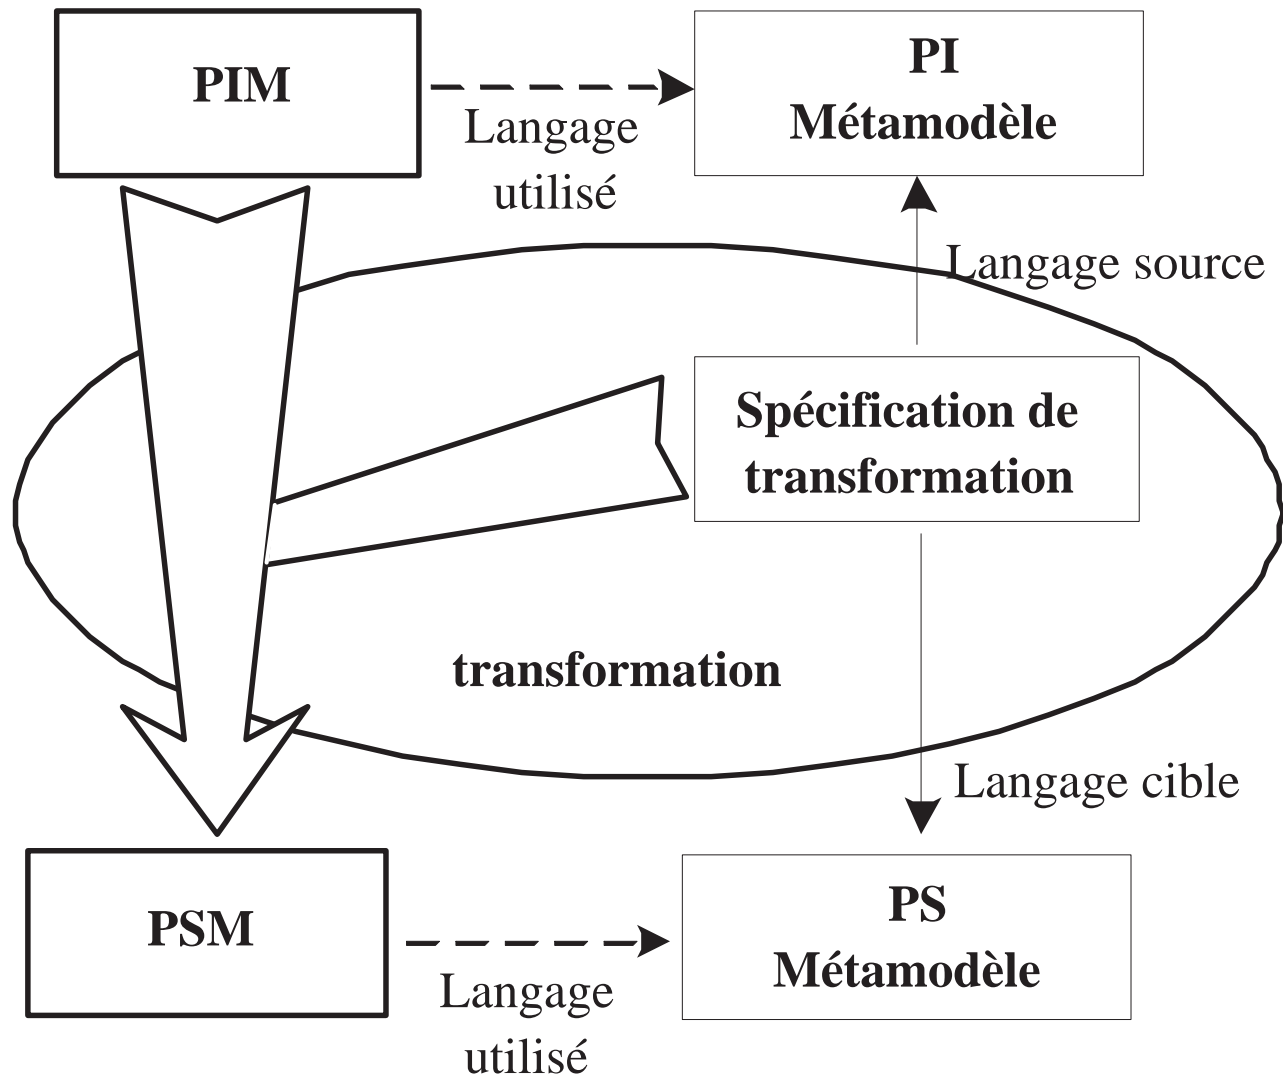 PIM
PI
Métamodèle
Langage
utilisé
Langage source
Spécification de
transformation
transformation
Langage cible
PSM
PS
Métamodèle
Langage
utilisé